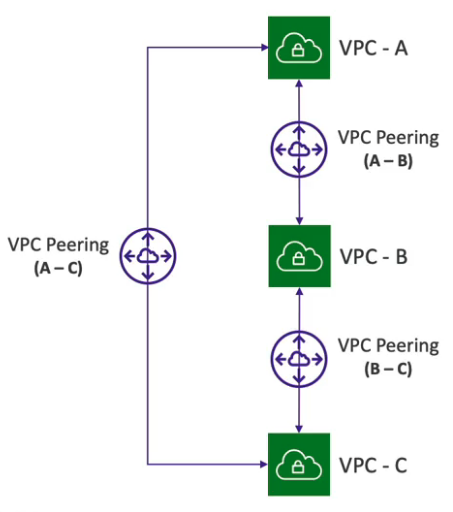 VPC - A
VPC Peering
(A – B)
VPC Peering
(A – C)
VPC - B
VPC Peering
(B – C)
VPC - C